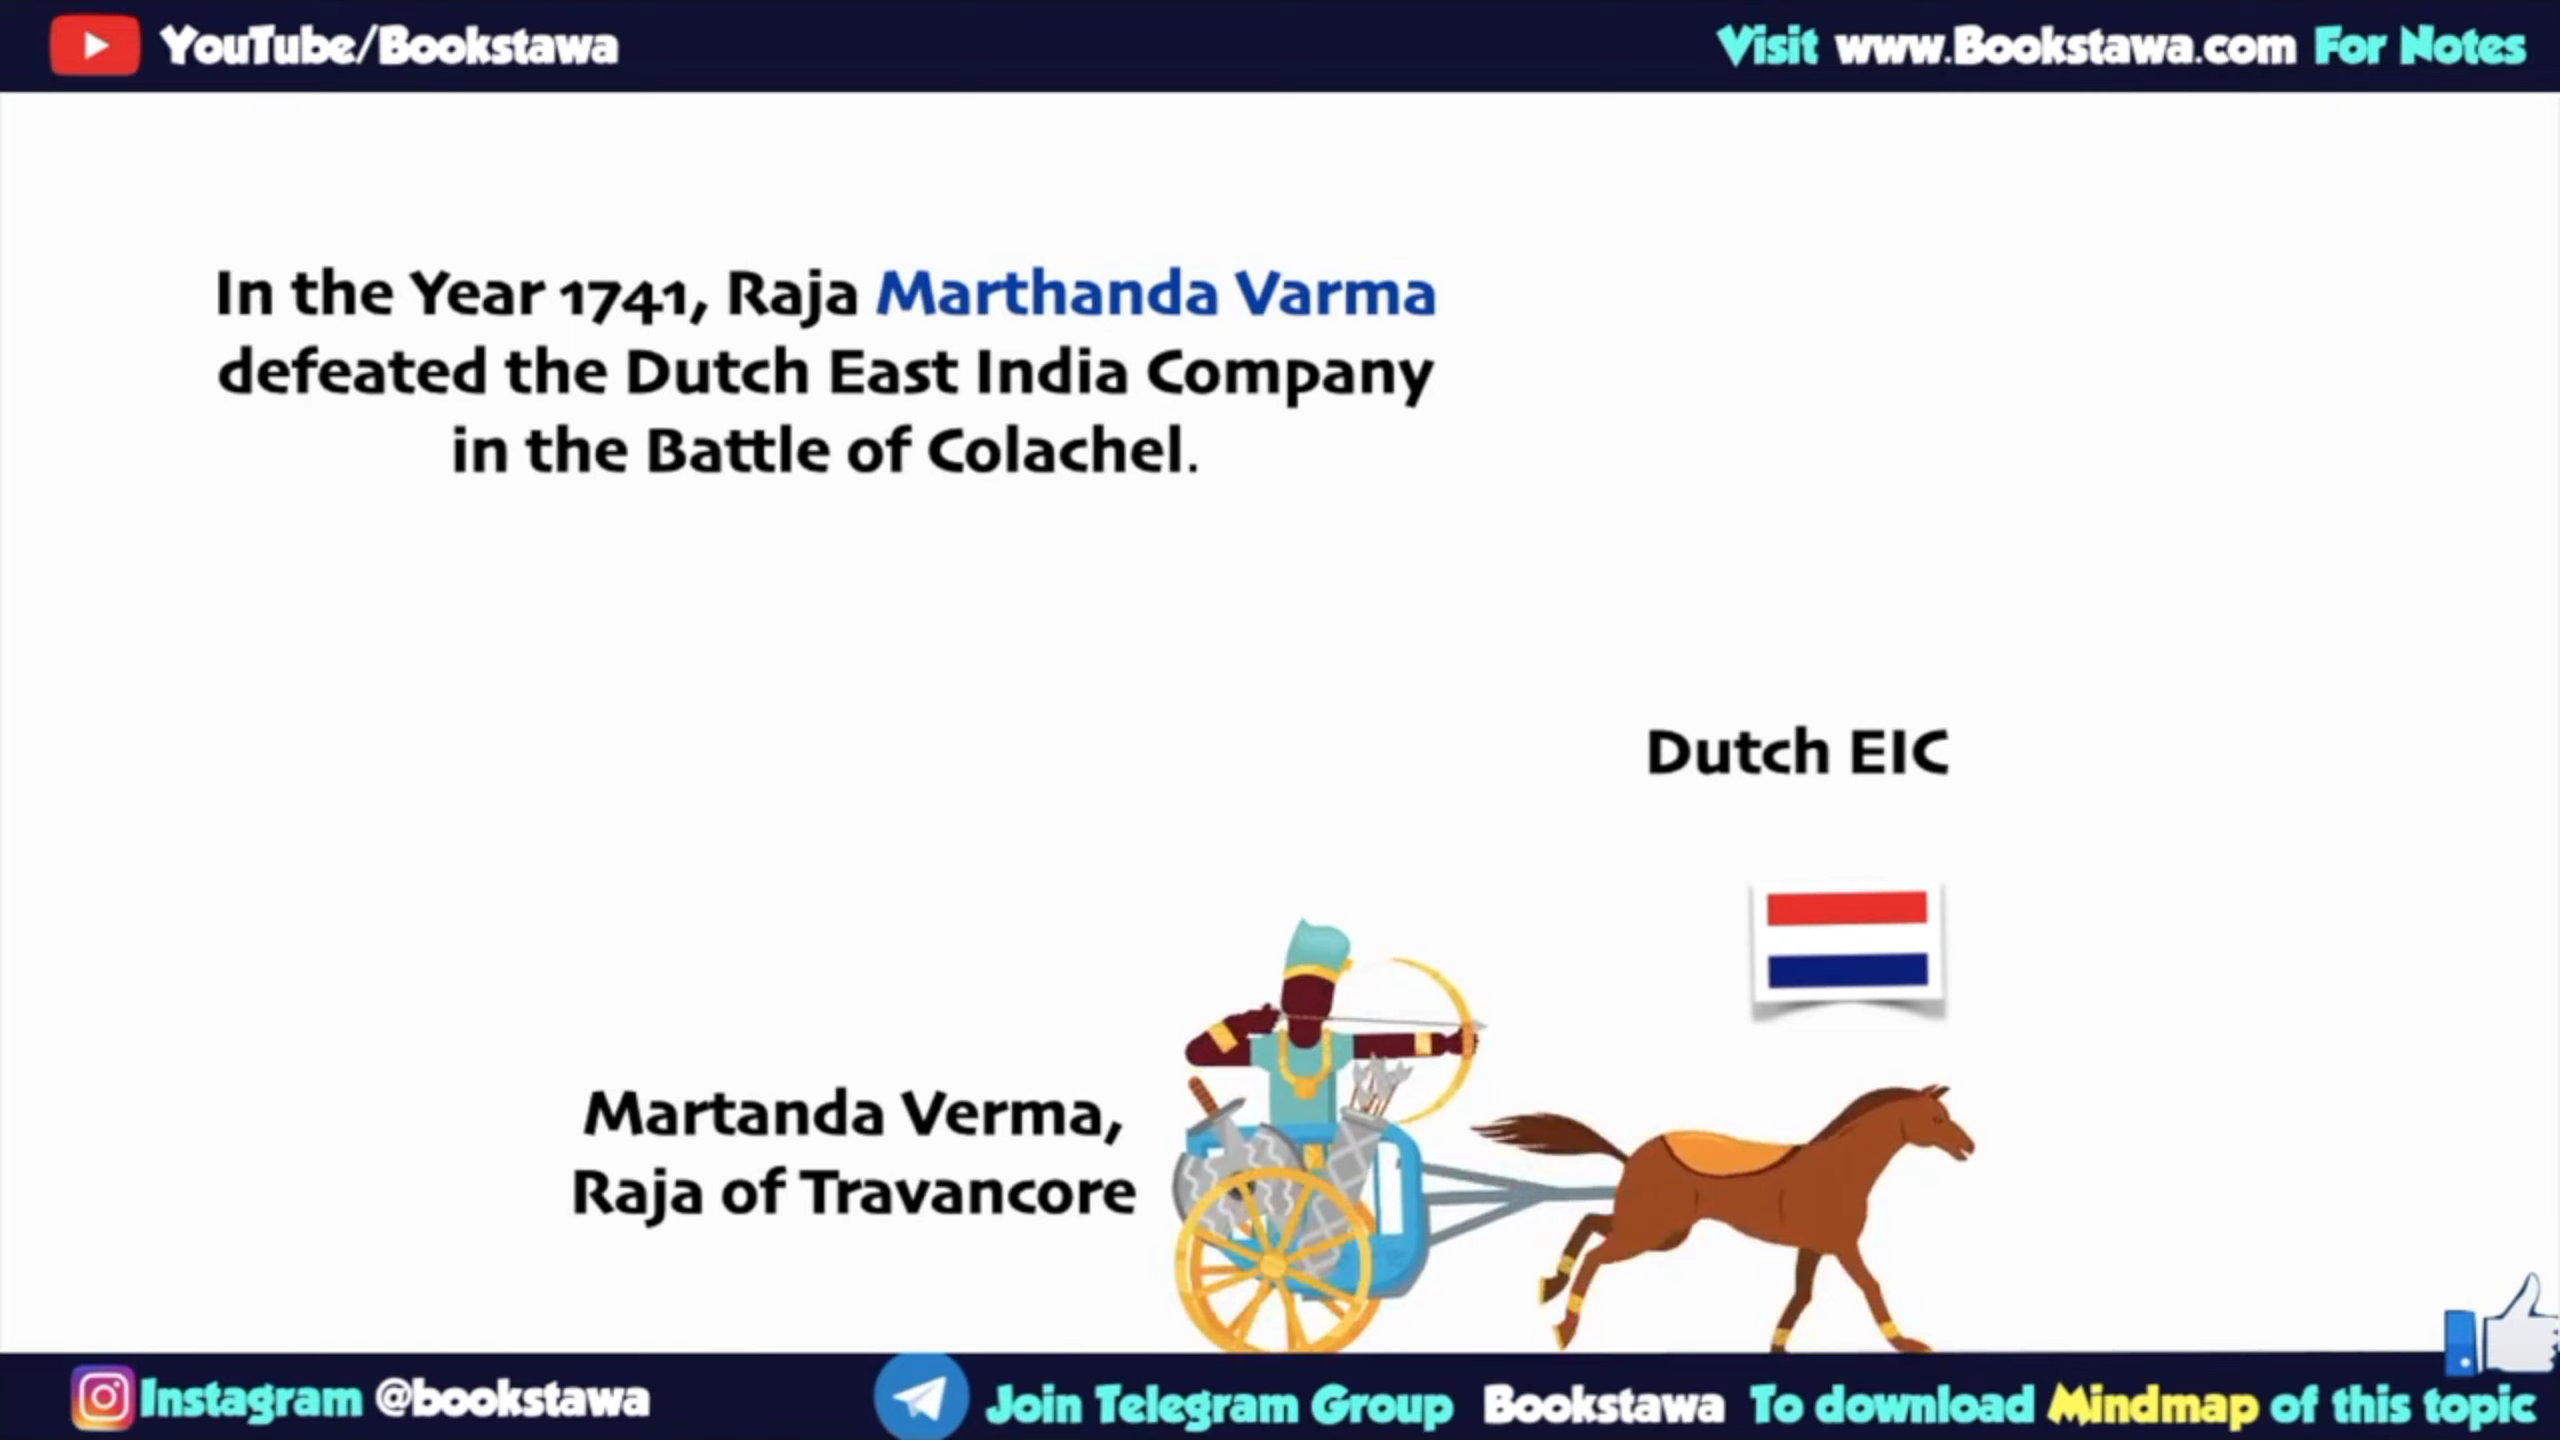 YouTube/Bookstawa
Visit www.Bookstawa.com For Notes
In the Year 1741, Raja Marthanda Varma
defeated the Dutch East India Company
in the Battle of Colachel.
Dutch EIC
Martanda Verma,
Raja of Travancore
Instagram @bookstawa
Join Telegram Group Bookstawa To download Mindmap of this topic